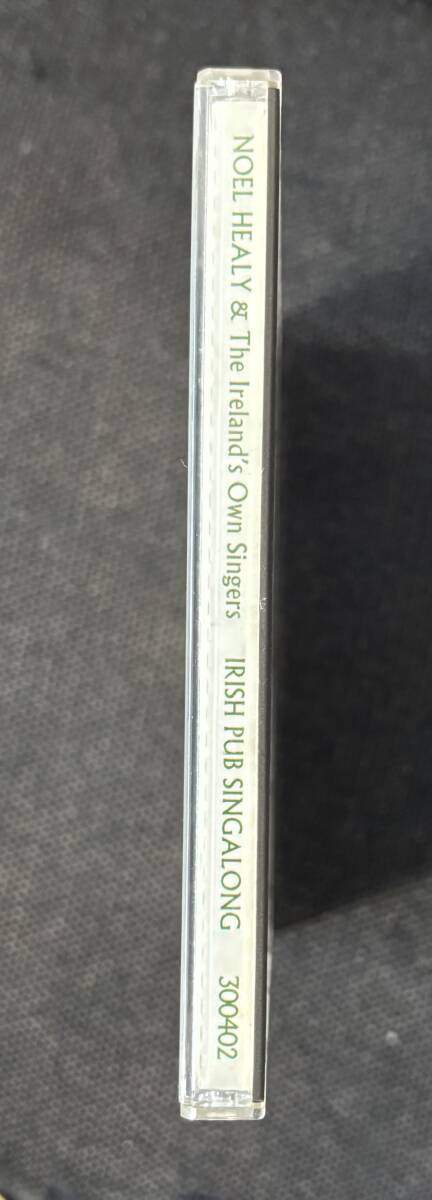 NOEL HEALY & The Ireland's Own Singers IRISH PUB SINGALONG 300402